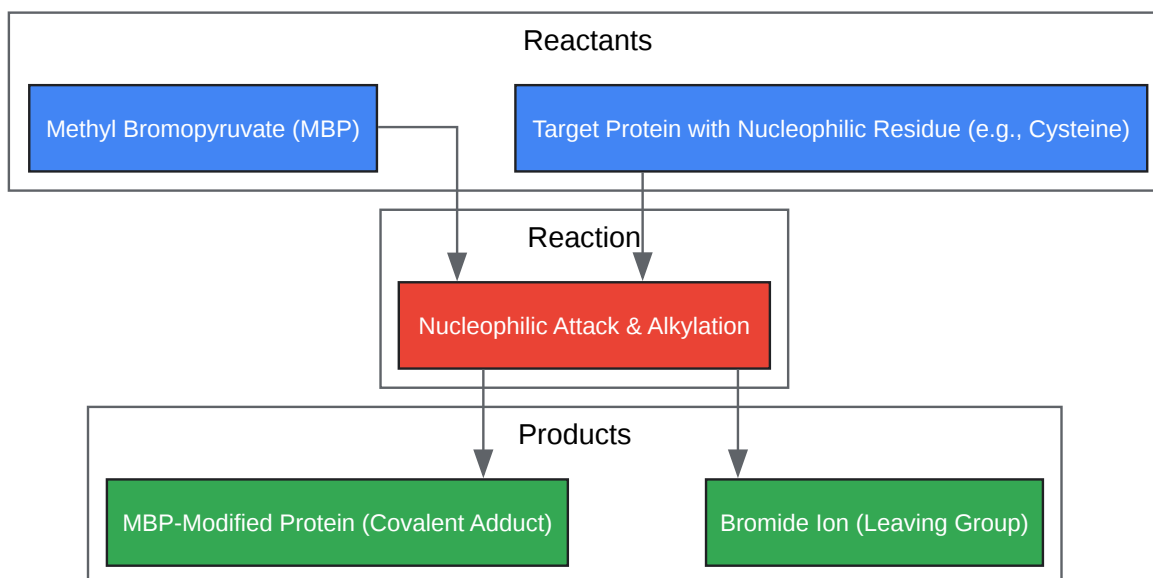 Reactants
Methyl Bromopyruvate (MBP)
Target Protein with Nucleophilic Residue (e.g., Cysteine)
Reaction
Nucleophilic Attack & Alkylation
Products
MBP-Modified Protein (Covalent Adduct)
Bromide Ion (Leaving Group)